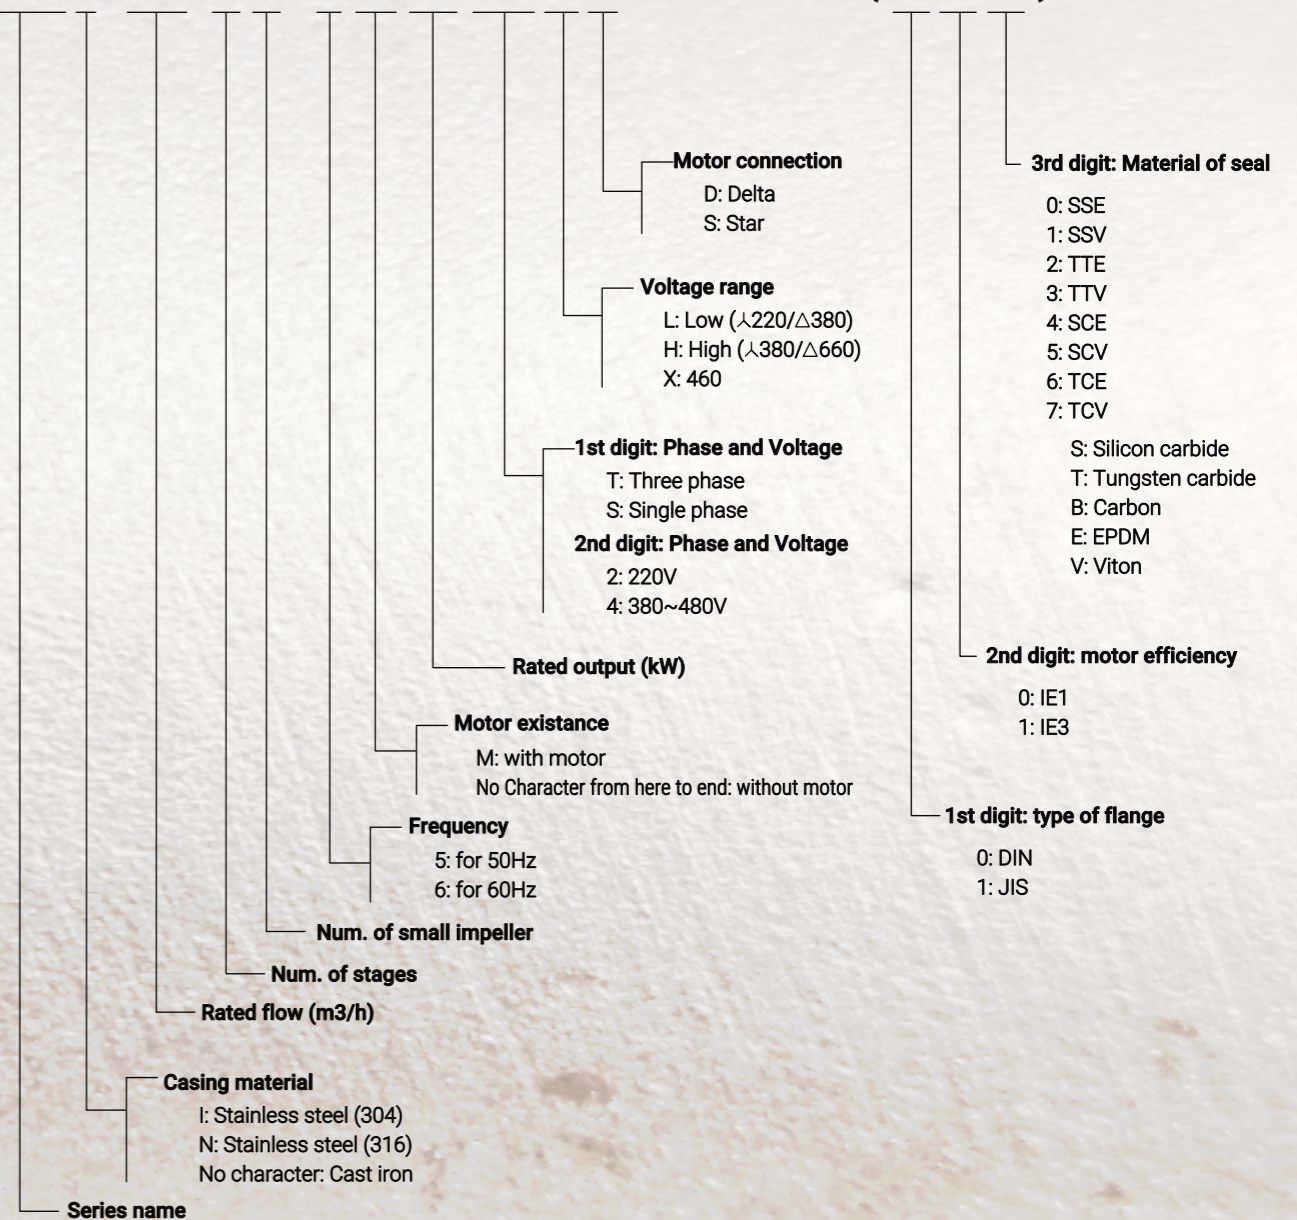 Motor connection
D: Delta
S: Star
Voltage range
L: Low (⅄220/△380)
H: High (⅄380/△660)
X: 460
1st digit: Phase and Voltage
T: Three phase
S: Single phase
2nd digit: Phase and Voltage
2: 220V
4: 380~480V
Rated output (kW)
Motor existance
M: with motor
No Character from here to end: without motor
Frequency
5: for 50Hz
6: for 60Hz
Num. of small impeller
Num. of stages
Rated flow (m3/h)
Casing material
I: Stainless steel (304)
N: Stainless steel (316)
No character: Cast iron
Series name
3rd digit: Material of seal
0: SSE
1: SSV
2: TTE
3: TTV
4: SCE
5: SCV
6: TCE
7: TCV
S: Silicon carbide
T: Tungsten carbide
B: Carbon
E: EPDM
V: Viton
2nd digit: motor efficiency
0: IE1
1: IE3
1st digit: type of flange
0: DIN
1: JIS